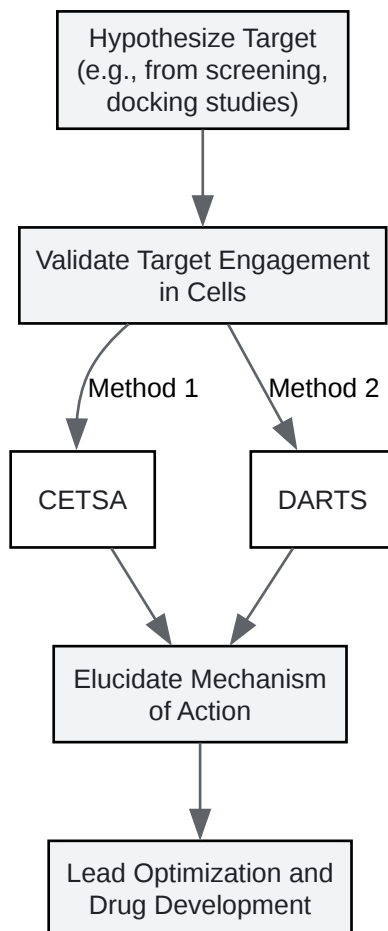 Hypothesize Target
(e.g., from screening,
docking studies)
Validate Target Engagement
in Cells
Method 1
Method 2
CETSA
DARTS
Elucidate Mechanism
of Action
Lead Optimization and
Drug Development